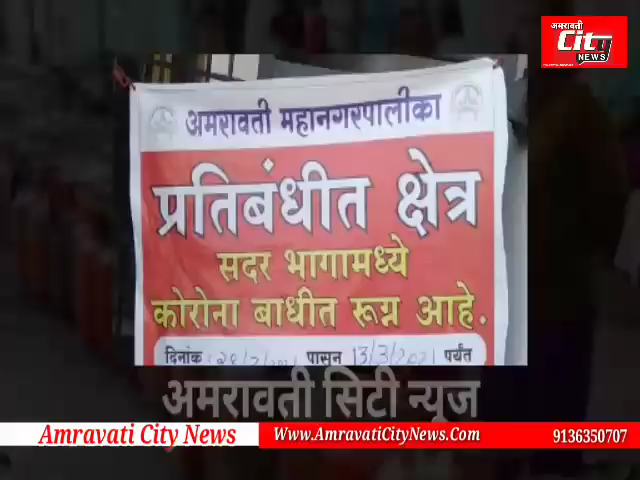 अमरावती
City
NEWS
अमरावती महानगरपालीका
प्रतिबंधीत क्षेत्र
सदर भागामध्ये
कोरोना बाधीत रूग्न आहे.
दिनांक : पासून 13/3/2021 पर्यंत
अमरावती सिटी न्यूज
Amravati City News
Www.AmravatiCityNews.Com
9136350707